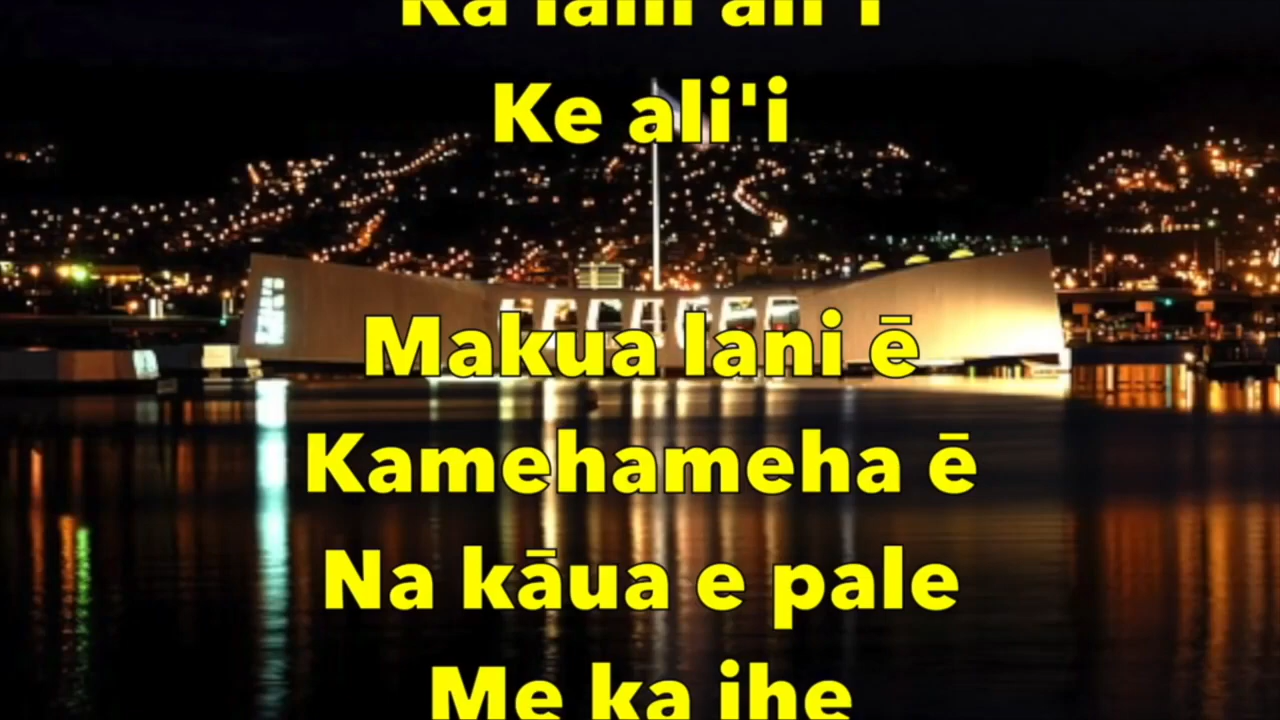 Ka lani ali'i
Ke ali'i
Makua lani ē
Kamehameha ē
Na kāua e pale
Me ka ihe